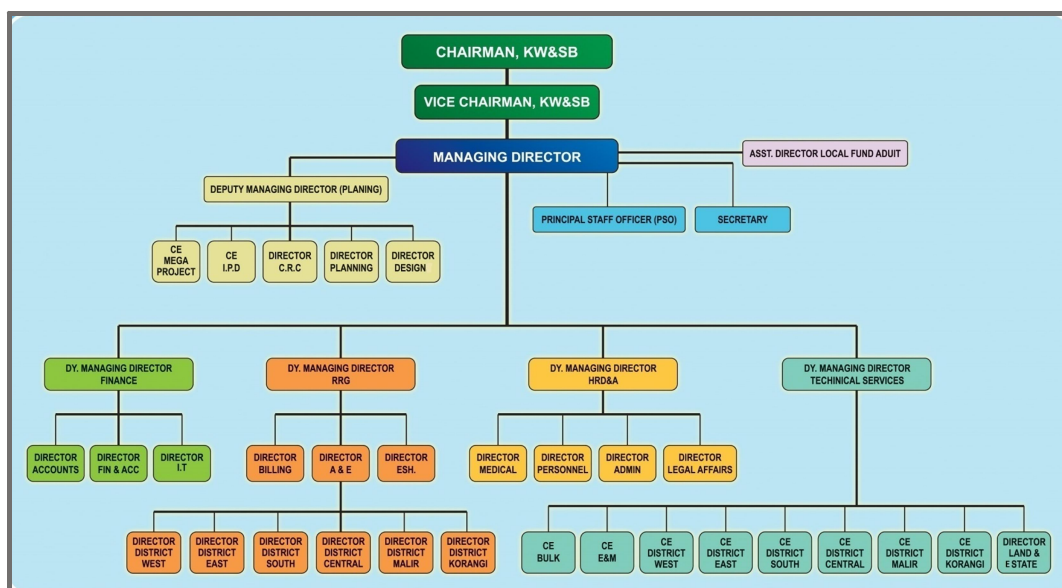 CHAIRMAN, KW&SB
VICE CHAIRMAN, KW&SB
MANAGING DIRECTOR
ASST. DIRECTOR LOCAL FUND ADUIT
DEPUTY MANAGING DIRECTOR (PLANING)
PRINCIPAL STAFF OFFICER (PSO)
SECRETARY
CE
MEGA
PROJECT
CE
I.P.D
DIRECTOR
C.R.C
DIRECTOR
PLANNING
DIRECTOR
DESIGN
DY. MANAGING DIRECTOR
FINANCE
DY. MANAGING DIRECTOR
RRG
DY. MANAGING DIRECTOR
HRD&A
DY. MANAGING DIRECTOR
TECHINICAL SERVICES
DIRECTOR
ACCOUNTS
DIRECTOR
FIN & ACC
DIRECTOR
I.T
DIRECTOR
BILLING
DIRECTOR
A & E
DIRECTOR
ESH.
DIRECTOR
MEDICAL
DIRECTOR
PERSONNEL
DIRECTOR
ADMIN
DIRECTOR
LEGAL AFFAIRS
DIRECTOR
DISTRICT
WEST
DIRECTOR
DISTRICT
EAST
DIRECTOR
DISTRICT
SOUTH
DIRECTOR
DISTRICT
CENTRAL
DIRECTOR
DISTRICT
MALIR
DIRECTOR
DISTRICT
KORANGI
CE
BULK
CE
E&M
CE
DISTRICT
WEST
CE
DISTRICT
EAST
CE
DISTRICT
SOUTH
CE
DISTRICT
CENTRAL
CE
DISTRICT
MALIR
CE
DISTRICT
KORANGI
DIRECTOR
LAND &
E STATE